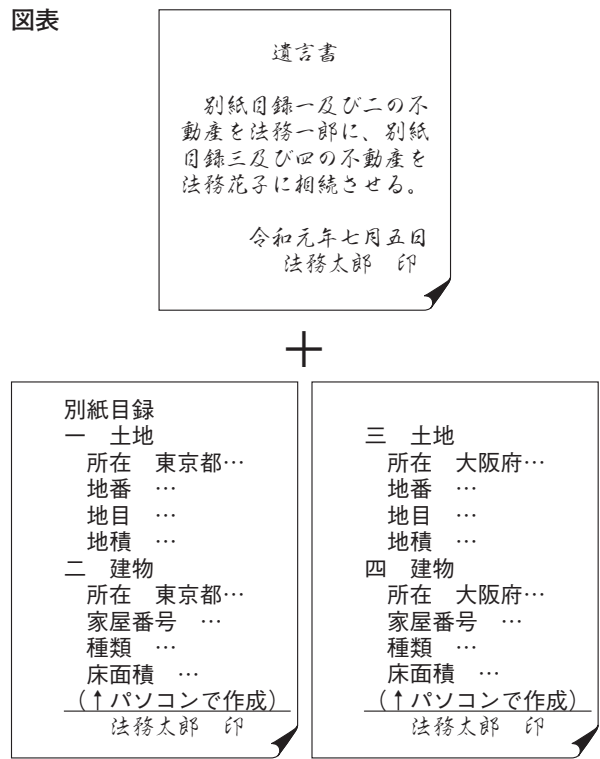 図表
遺言書
別紙目録一及び二の不
動産を法務一郎に、別紙
目録三及び四の不動産を
法務花子に相続させる。
令和元年七月五日
法務太郎 印
+
別紙目録
一 土地
所在 東京都…
地番 …
地目 …
地積 …
二 建物
所在 東京都…
家屋番号 …
種類 …
床面積 …
(↑パソコンで作成)
法務太郎 印
三 土地
所在 大阪府…
地番 …
地目 …
地積 …
四 建物
所在 大阪府…
家屋番号 …
種類 …
床面積 …
(↑パソコンで作成)
法務太郎 印